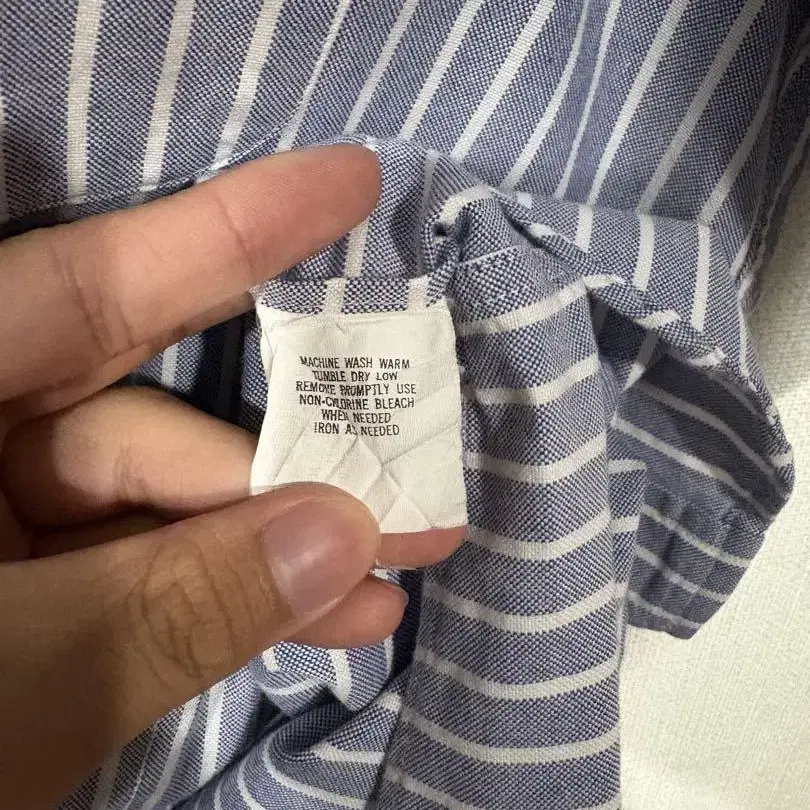 MACHINE WASH WARM
TUMBLE DRY LOW
REMOVE PROMPTLY USE
NON-CHLORINE BLEACH
WHEN NEEDED
IRON AS NEEDED